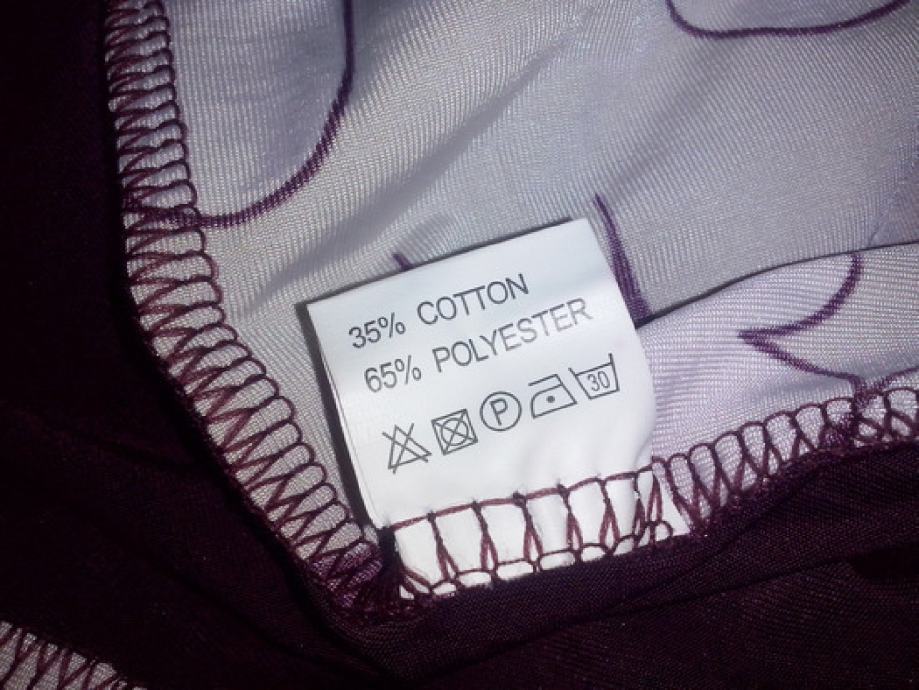 35% COTTON
65% POLYESTER
P 30